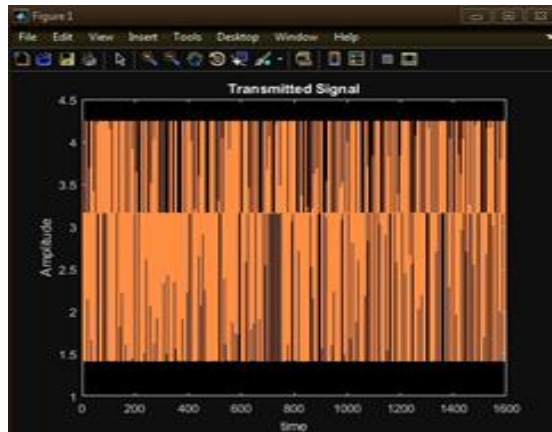 Figure 1
File Edit View Insert Tools Desktop Window Help
Transmitted Signal
4.5
4
3.5
3
2.5
2
1.5
1
Amplitude
0 200 400 600 800 1000 1200 1400 1600
time